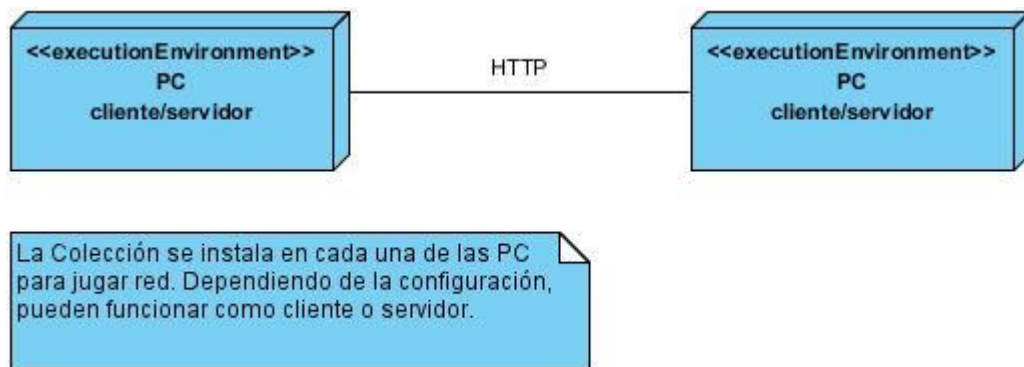 <<executionEnvironment>>
PC
cliente/servidor
HTTP
<<executionEnvironment>>
PC
cliente/servidor
La Colección se instala en cada una de las PC
para jugar red. Dependiendo de la configuración,
pueden funcionar como cliente o servidor.